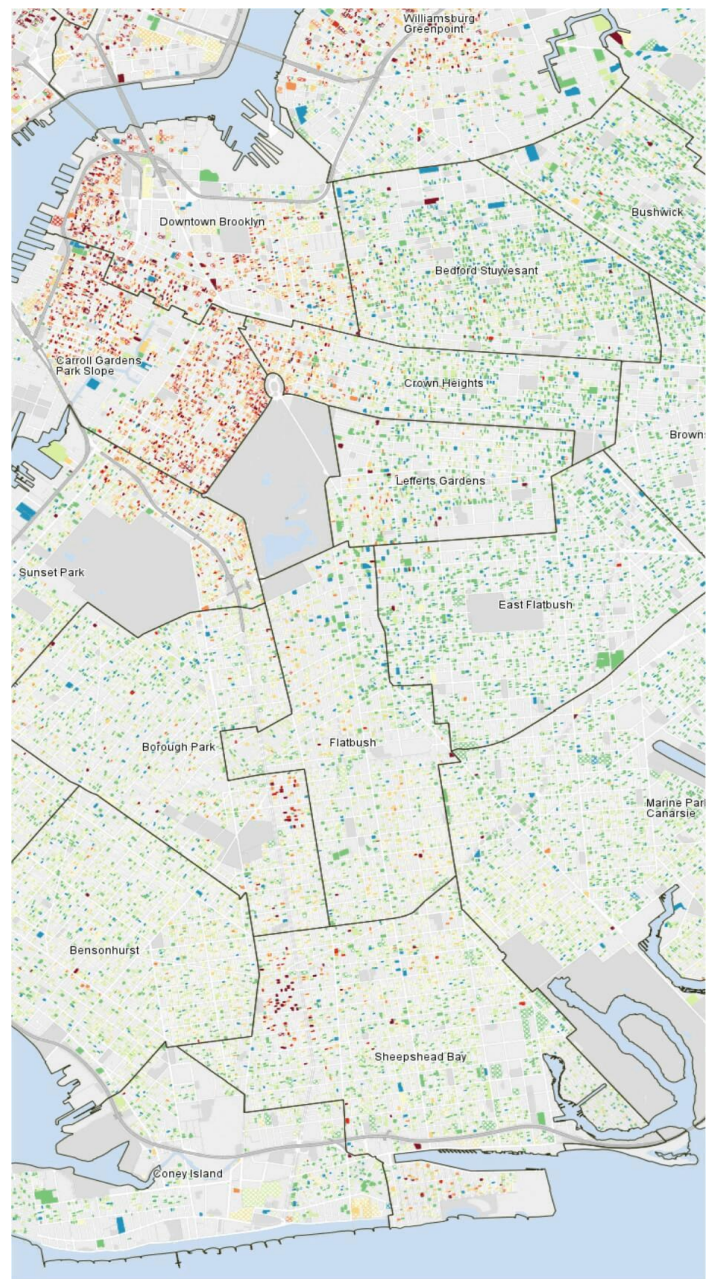 Williamsburg
Greenpoint
Bushwick
Downtown Brooklyn
Bedford Stuyvesant
Carroll Gardens
Park Slope
Crown Heights
Browns
Lefferts Gardens
Sunset Park
East Flatbush
Borough Park
Flatbush
Marine Par
Canarsie
Bensonhurst
Sheepshead Bay
Coney Island